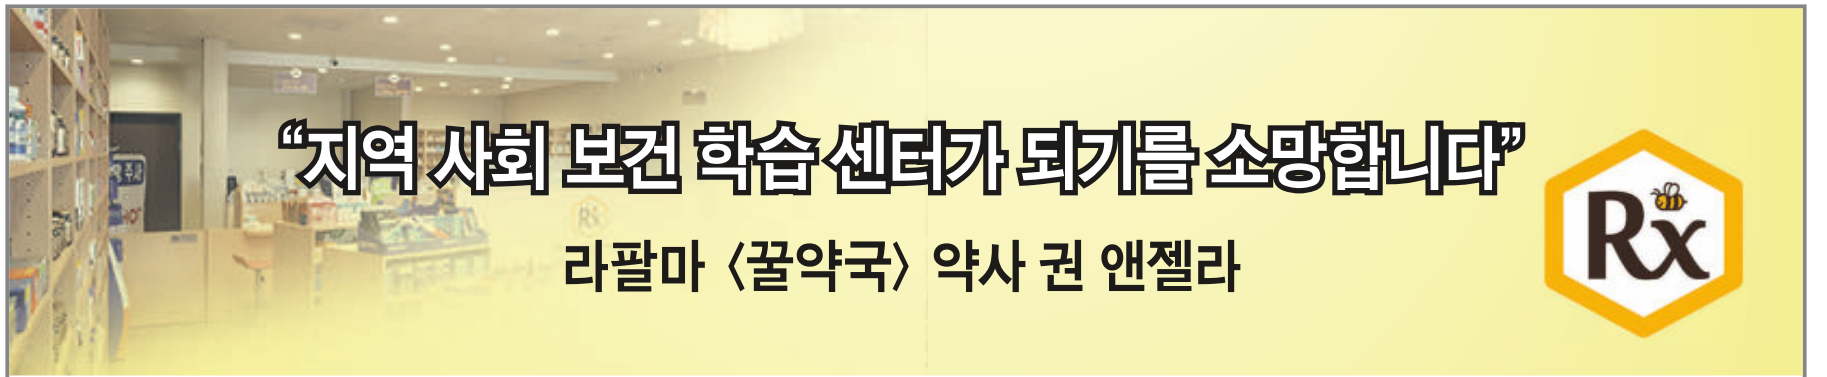 “지역 사회 보건 학습 센터가 되기를 소망합니다”
라팔마 〈꿀약국〉 약사 권 앤젤라
Rx